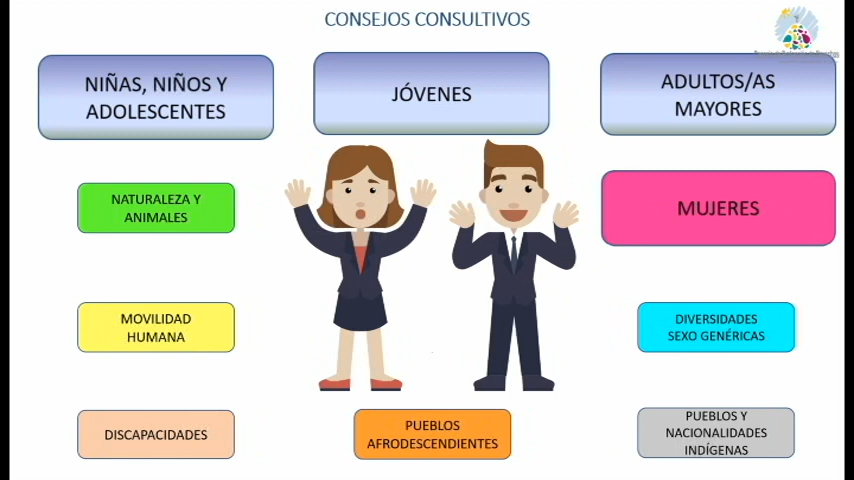 CONSEJOS CONSULTIVOS
NIÑAS, NIÑOS Y
ADOLESCENTES
JÓVENES
ADULTOS/AS
MAYORES
NATURALEZA Y
ANIMALES
MUJERES
MOVILIDAD
HUMANA
DIVERSIDADES
SEXO GENÉRICAS
DISCAPACIDADES
PUEBLOS
AFRODESCENDIENTES
PUEBLOS Y
NACIONALIDADES
INDÍGENAS